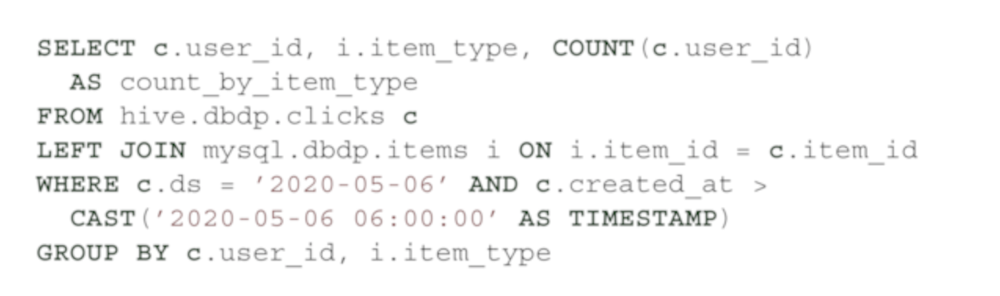 SELECT c.user_id, i.item_type, COUNT(c.user_id)
AS count_by_item_type
FROM hive.dbdp.clicks c
LEFT JOIN mysql.dbdp.items i ON i.item_id = c.item_id
WHERE c.ds = '2020-05-06' AND c.created_at >
CAST('2020-05-06 06:00:00' AS TIMESTAMP)
GROUP BY c.user_id, i.item_type